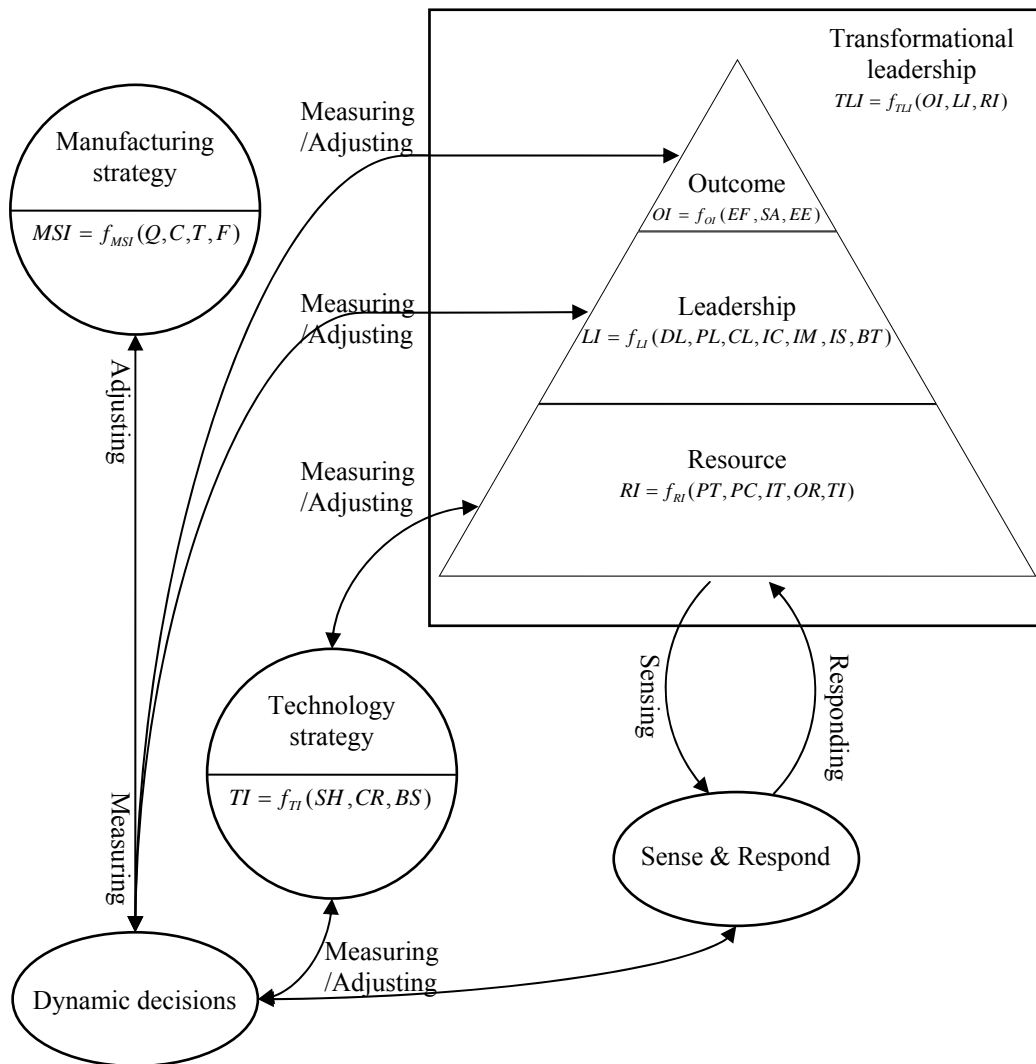 Transformational
leadership
TLI = f_TLI (OI, LI, RI)
Measuring
/Adjusting
Manufacturing
strategy
MSI = f_MSI (Q, C, T, F)
Outcome
OI = f_OI (EF, SA, EE)
Measuring
/Adjusting
Leadership
LI = f_LI (DL, PL, CL, IC, IM, IS, BT)
Adjusting
Measuring
/Adjusting
Resource
RI = f_RI (PT, PC, IT, OR, TI)
Sensing
Responding
Technology
strategy
TI = f_TI (SH, CR, BS)
Measuring
Sense & Respond
Measuring
/Adjusting
Dynamic decisions